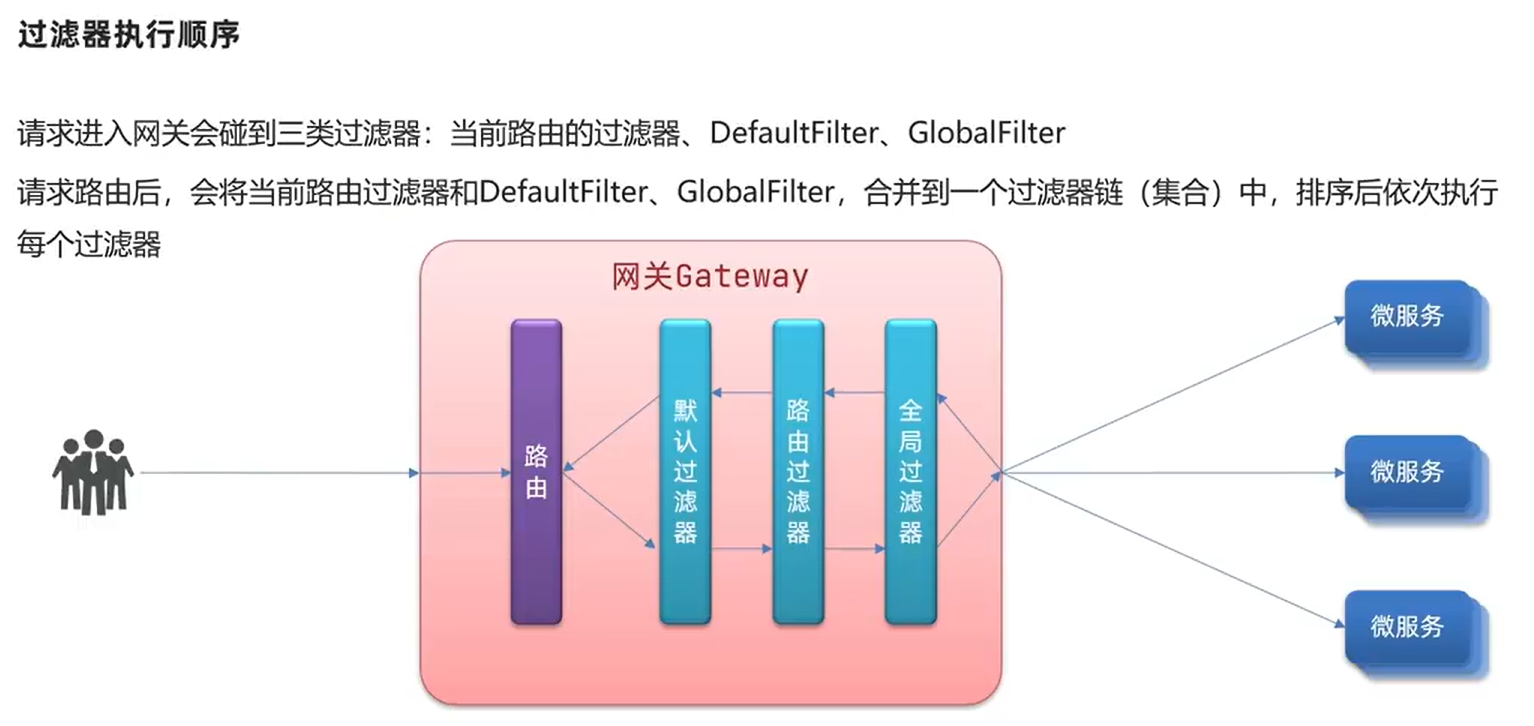 过滤器执行顺序
请求进入网关会碰到三类过滤器：当前路由的过滤器、DefaultFilter、GlobalFilter
请求路由后，会将当前路由过滤器和DefaultFilter、GlobalFilter，合并到一个过滤器链（集合）中，排序后依次执行
每个过滤器
网关Gateway
路由
默认过滤器
路由过滤器
全局过滤器
微服务
微服务
微服务